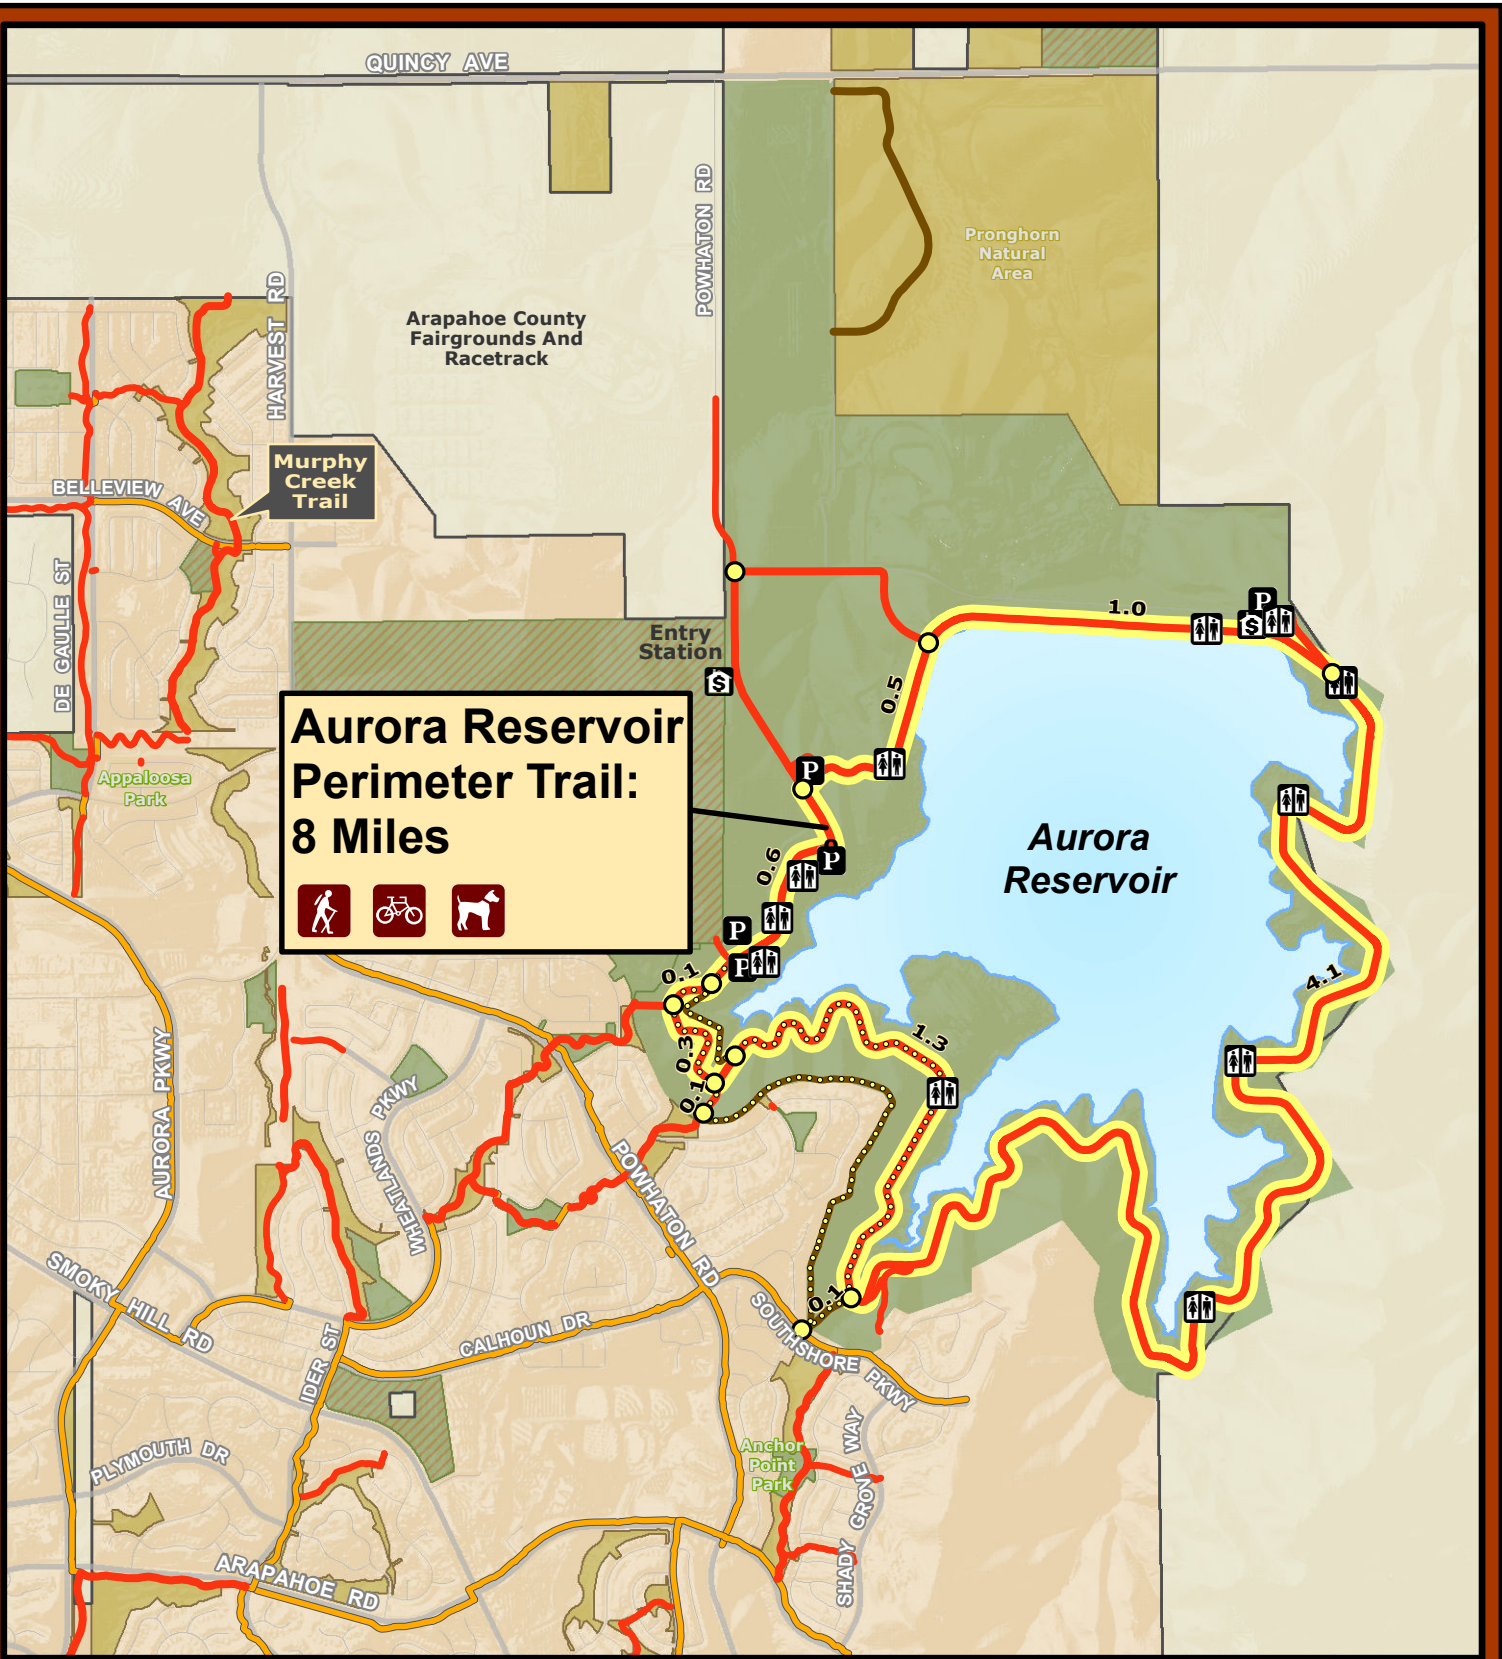 QUINCY AVE
POWHATON RD
Pronghorn
Natural
Area
HARVEST RD
Arapahoe County
Fairgrounds And
Racetrack
Murphy
Creek
Trail
BELLEVIEW AVE
DE GAULLE ST
P
1.0
$
Entry
Station
$
0.5
Aurora Reservoir
Perimeter Trail:
8 Miles
P
Appaloosa
Park
Aurora
Reservoir
0.6
P
P
P
0.1
4.1
1.3
0.3
0.1
AURORA PKWY
WHEATLANDS PKWY
POWHATON RD
SMOKY HILL RD
0.1
SOUTHSHORE PKWY
IDER ST
CALHOUN DR
PLYMOUTH DR
Anchor
Point
Park
SHADY GROVE WAY
ARAPAHOE RD